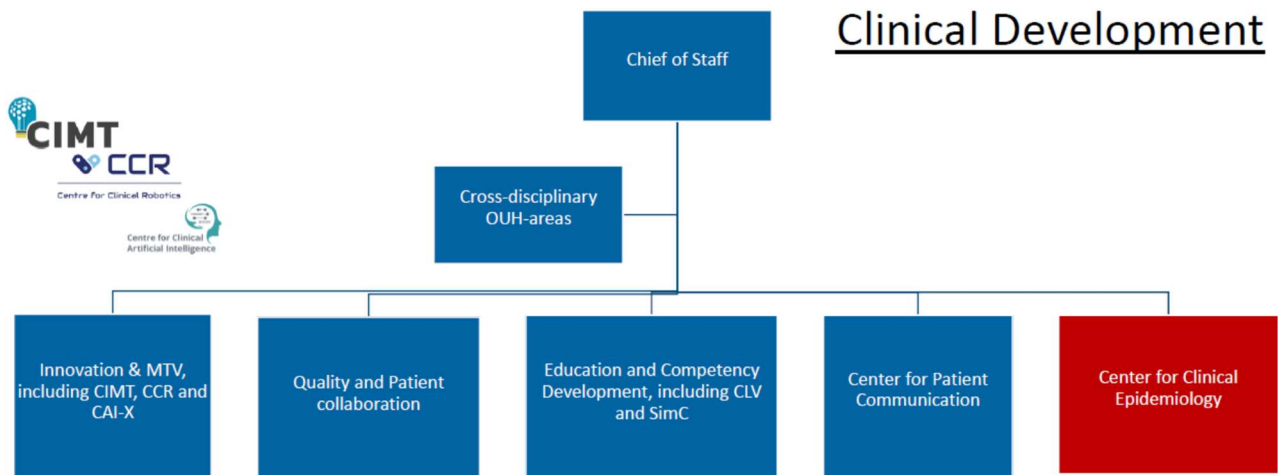 Clinical Development
Chief of Staff
CIMT
CCR
Centre for Clinical Robotics
Centre for Clinical
Artificial Intelligence
Cross-disciplinary
OUH-areas
Innovation & MTV,
including CIMT, CCR and
CAI-X
Quality and Patient
collaboration
Education and Competency
Development, including CLV
and SimC
Center for Patient
Communication
Center for Clinical
Epidemiology